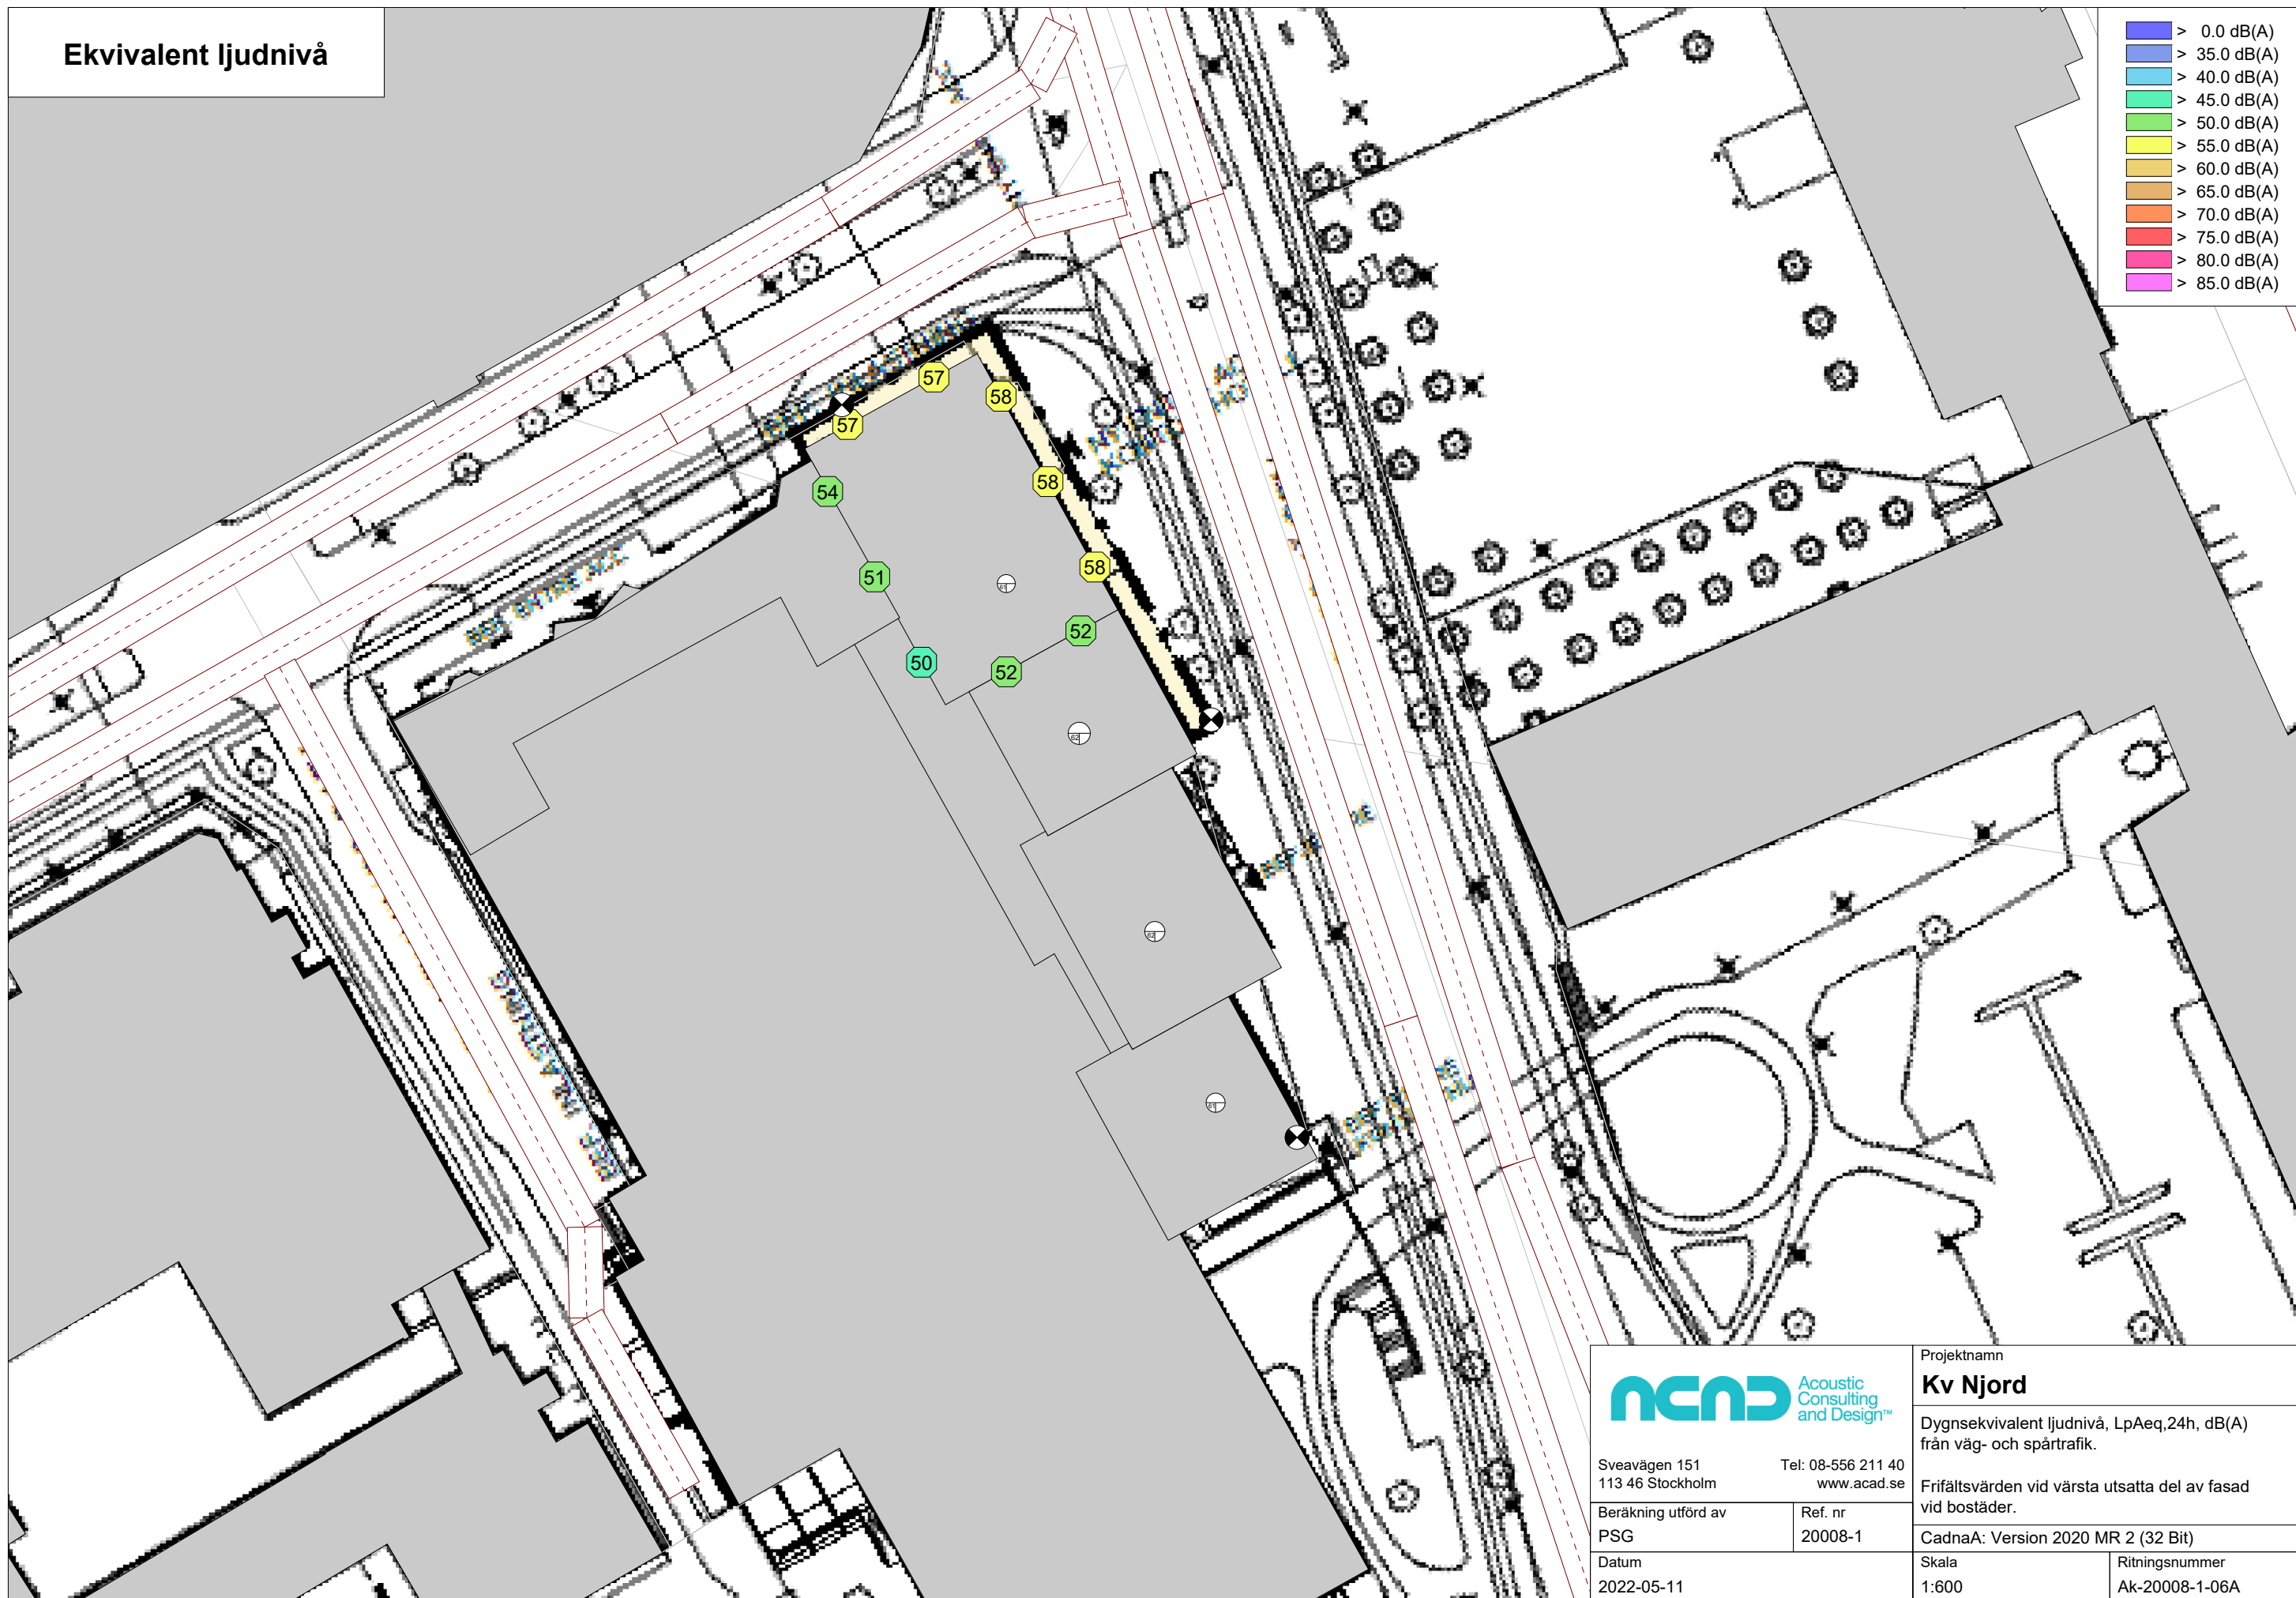 Ekvivalent ljudnivå
> 0.0 dB(A)
> 35.0 dB(A)
> 40.0 dB(A)
> 45.0 dB(A)
> 50.0 dB(A)
> 55.0 dB(A)
> 60.0 dB(A)
> 65.0 dB(A)
> 70.0 dB(A)
> 75.0 dB(A)
> 80.0 dB(A)
> 85.0 dB(A)
57
58
57
58
54
58
51
52
50
52
62
62
61
acad
Acoustic
Consulting
and Design™
Sveavägen 151
Tel: 08-556 211 40
113 46 Stockholm
www.acad.se
Beräkning utförd av
PSG
Ref. nr
20008-1
Datum
2022-05-11
Projektnamn
Kv Njord
Dygnsekvivalent ljudnivå, LpAeq,24h, dB(A)
från väg- och spårtrafik.
Frifältsvärden vid värsta utsatta del av fasad
vid bostäder.
CadnaA: Version 2020 MR 2 (32 Bit)
Skala
1:600
Ritningsnummer
Ak-20008-1-06A